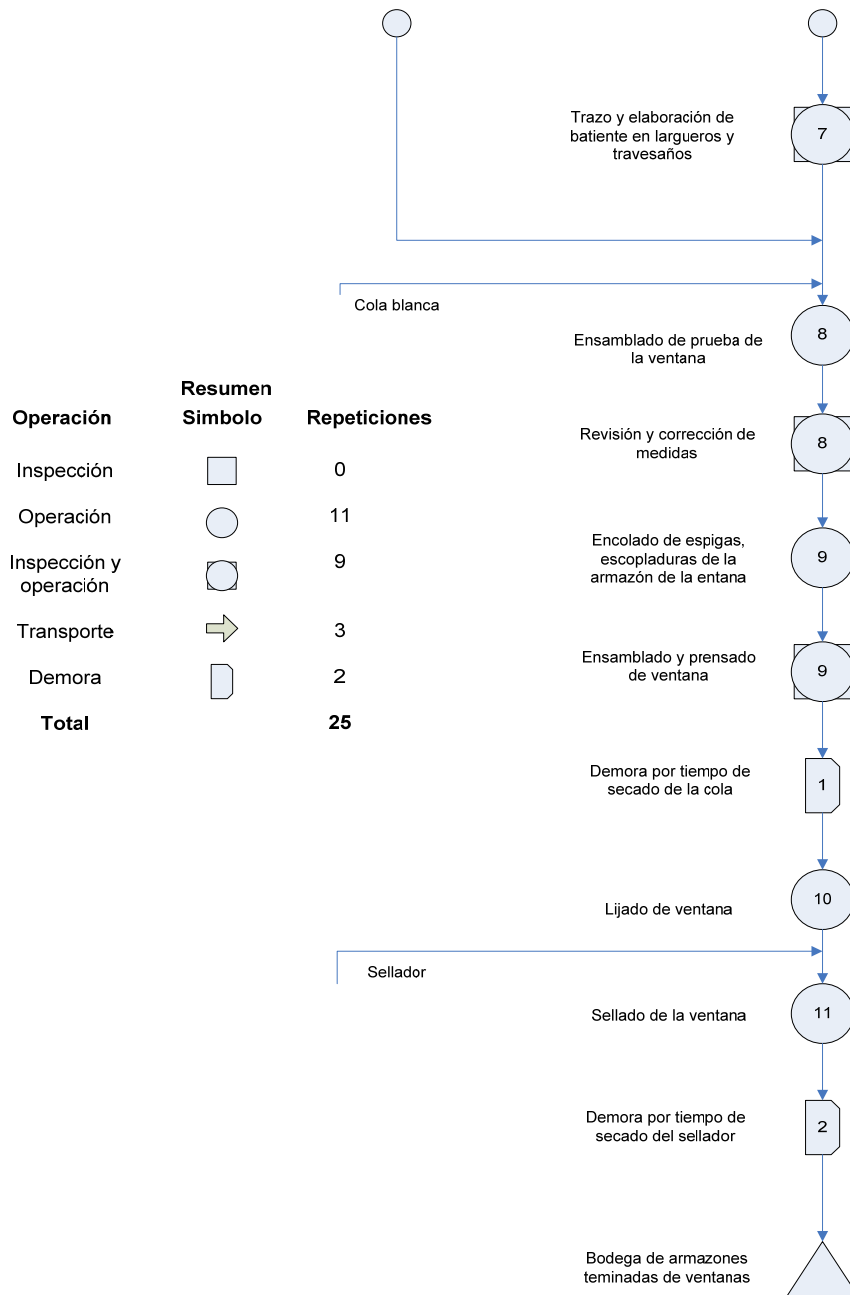 Trazo y elaboración de
batiente en largueros y
travesaños
7
Cola blanca
Ensamblado de prueba de
la ventana
8
Resumen
Operación Simbolo Repeticiones
Inspección 0
Operación 11
Inspección y
operación
9
Transporte 3
Demora 2
Total 25
Revisión y corrección de
medidas
8
Encolado de espigas,
escopladuras de la
armazón de la entana
9
Ensamblado y prensado
de ventana
9
Demora por tiempo de
secado de la cola
1
Lijado de ventana
10
Sellador
Sellado de la ventana
11
Demora por tiempo de
secado del sellador
2
Bodega de armazones
teminadas de ventanas